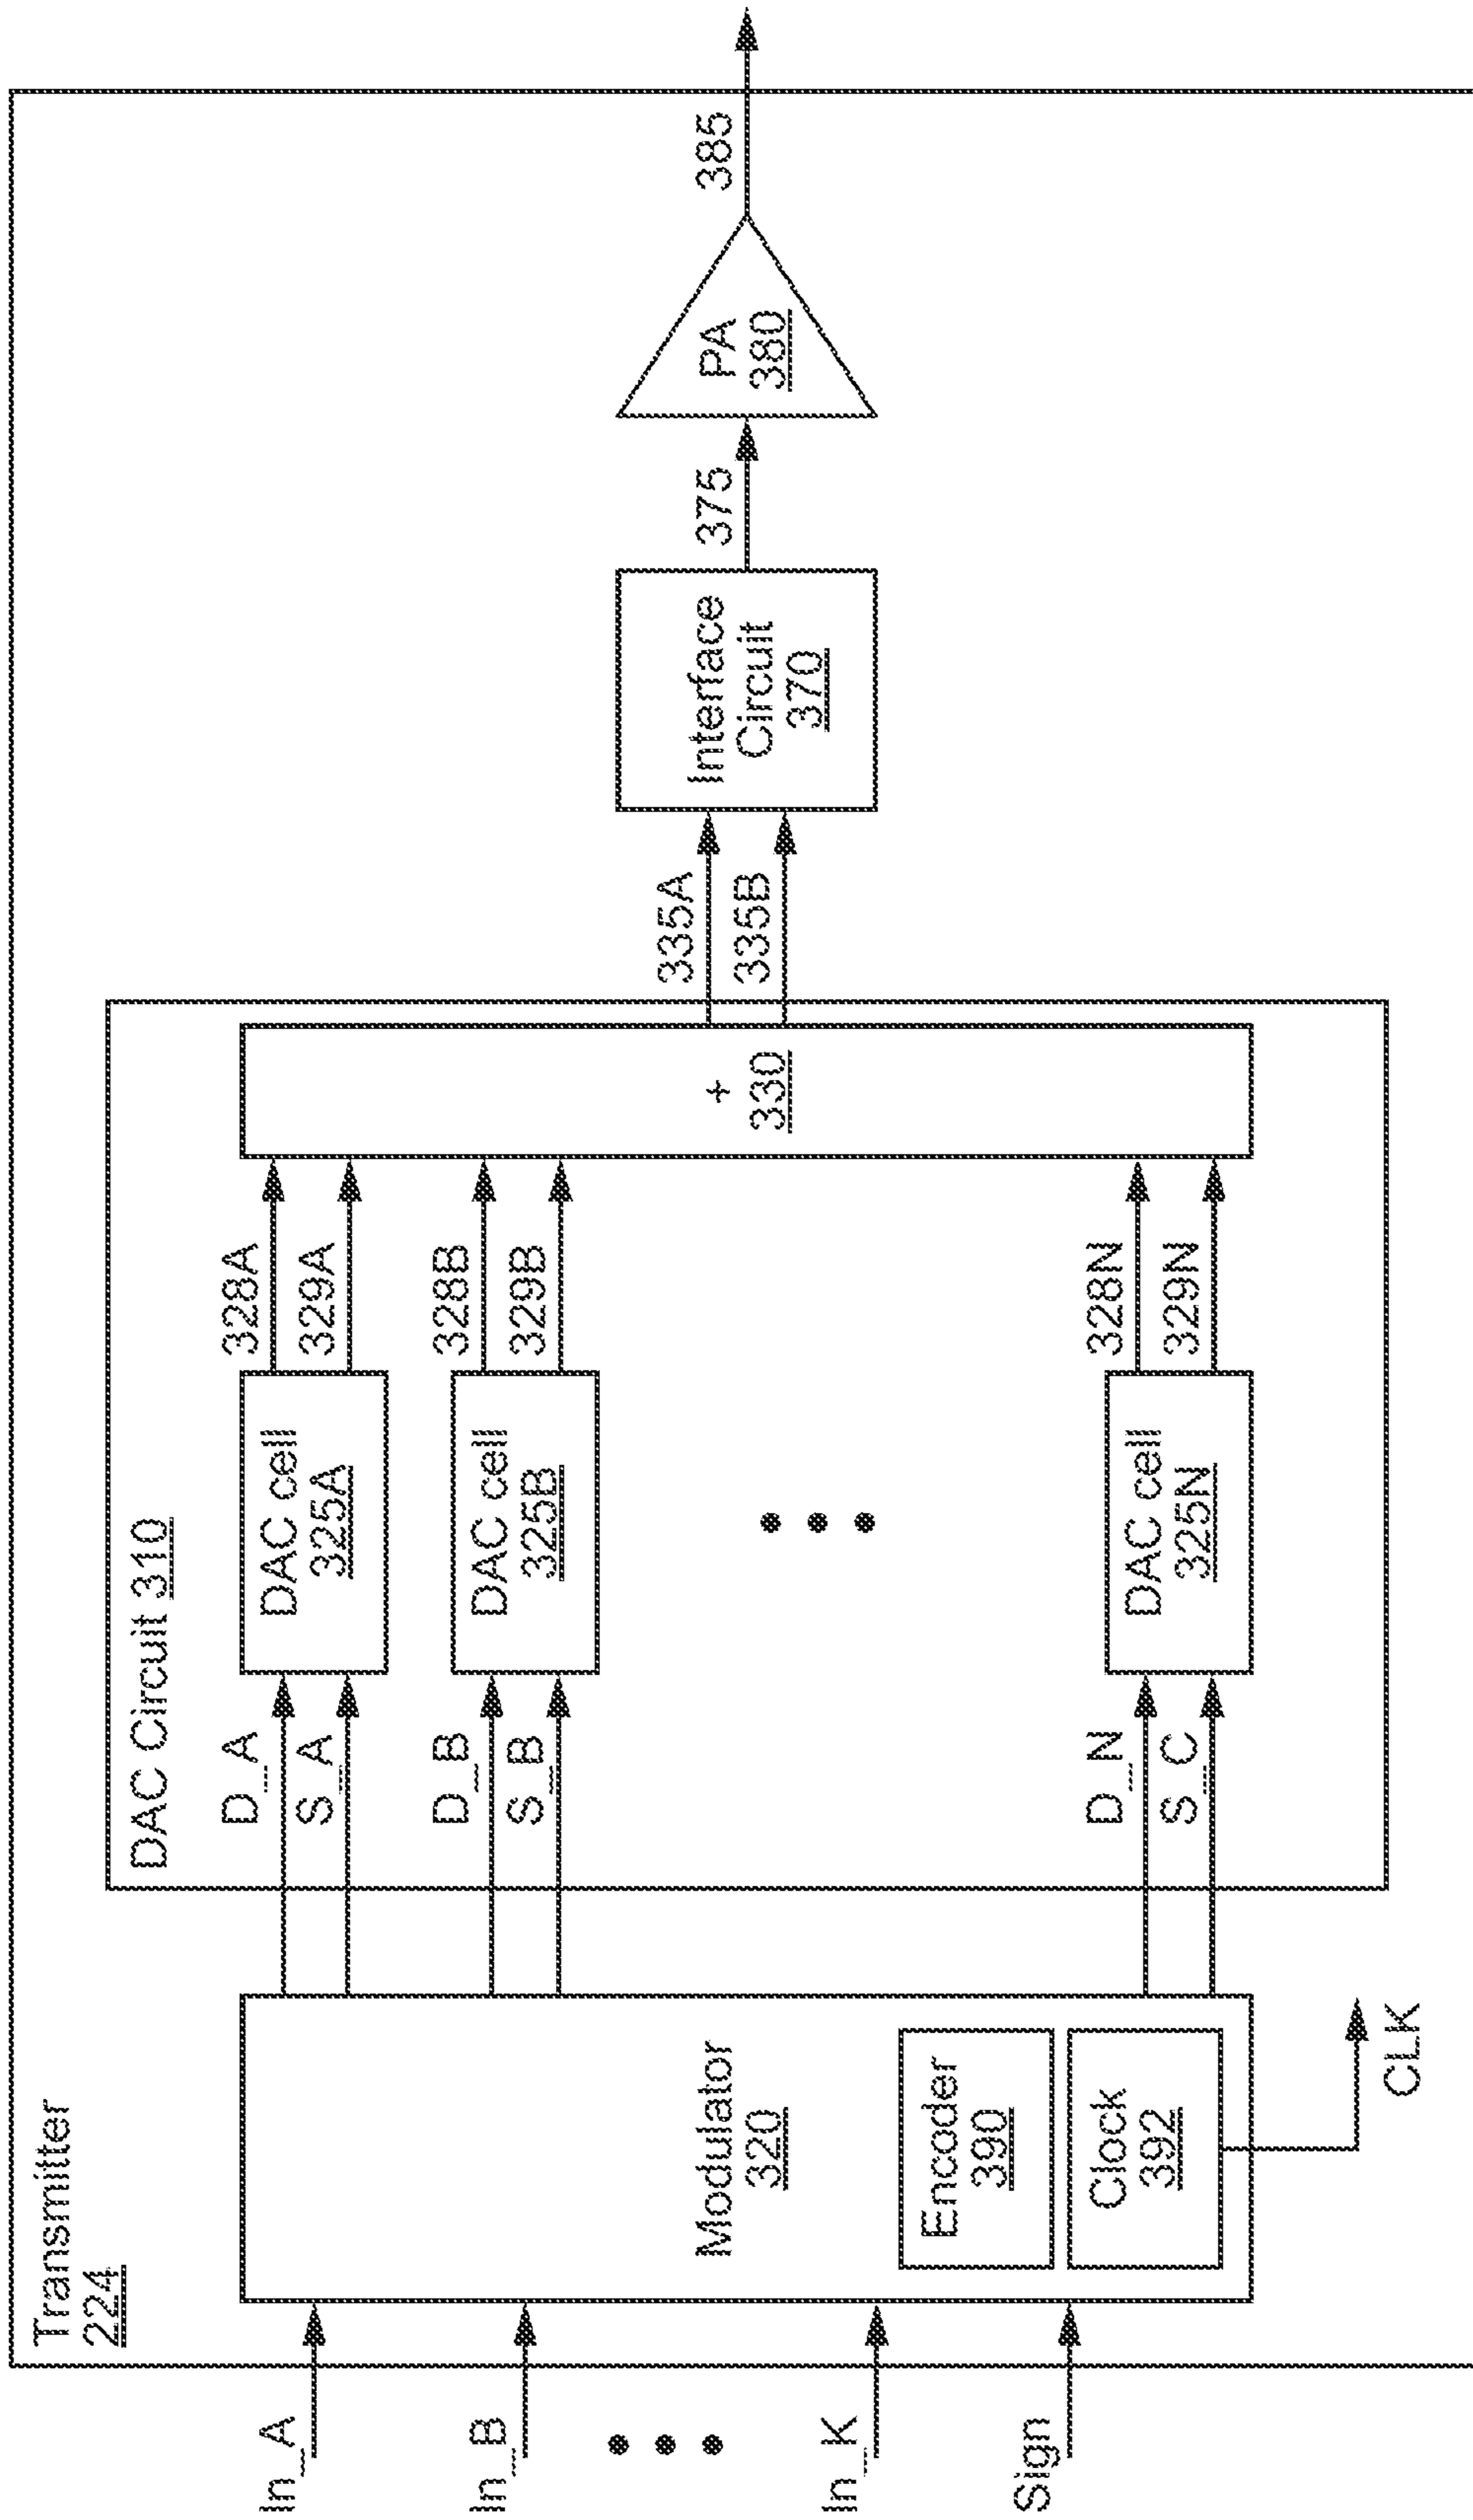 Transmitter
224
In_A
In_B
In_K
Sign
Modulator
320
Encoder
390
Clock
392
CLK
DAC Circuit 310
D_A
S_A
D_B
S_B
D_N
S_C
DAC cell
325A
DAC cell
325B
DAC cell
325N
328A
329A
328B
329B
328N
329N
+
330
335A
335B
Interface
Circuit
370
375
PA
380
385